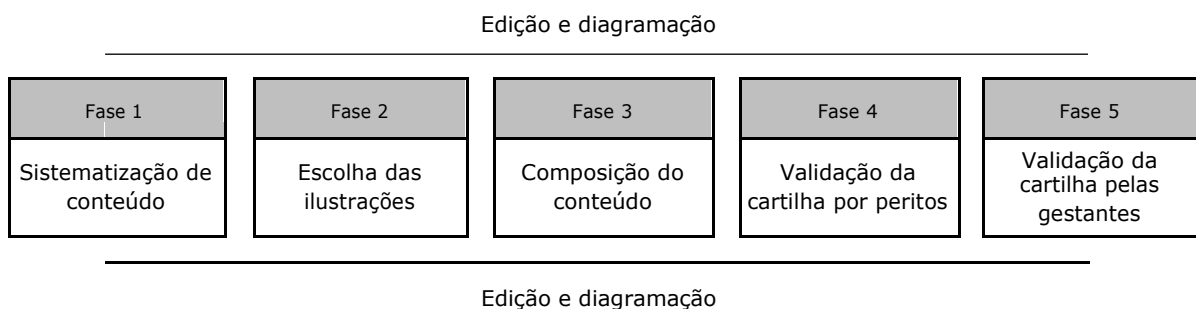 Edição e diagramação
Fase 1
Sistematização de
conteúdo
Fase 2
Escolha das
ilustrações
Fase 3
Composição do
conteúdo
Fase 4
Validação da
cartilha por peritos
Fase 5
Validação da
cartilha pelas
gestantes
Edição e diagramação